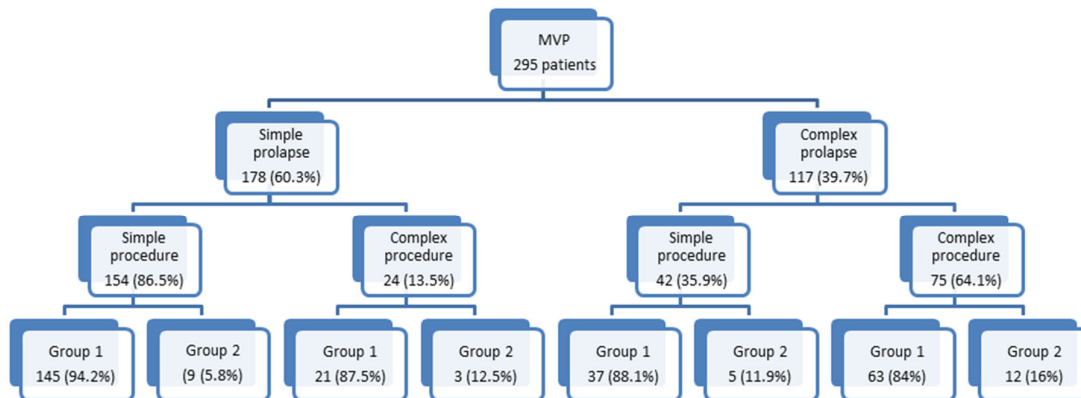 MVP
295 patients
Simple
prolapse
178 (60.3%)
Complex
prolapse
117 (39.7%)
Simple
procedure
154 (86.5%)
Complex
procedure
24 (13.5%)
Simple
procedure
42 (35.9%)
Complex
procedure
75 (64.1%)
Group 1
145 (94.2%)
Group 2
(9 (5.8%)
Group 1
21 (87.5%)
Group 2
3 (12.5%)
Group 1
37 (88.1%)
Group 2
5 (11.9%)
Group 1
63 (84%)
Group 2
12 (16%)